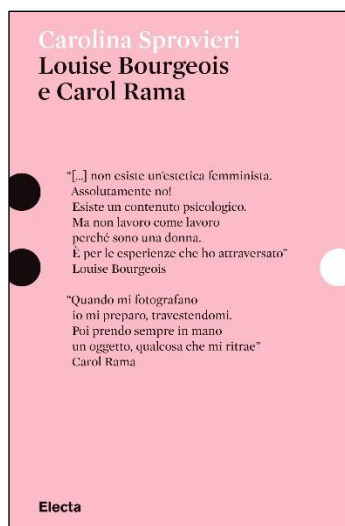 Carolina Sprovieri
Louise Bourgeois
e Carol Rama
“[...] non esiste un’estetica femminista.
Assolutamente no!
Esiste un contenuto psicologico.
Ma non lavoro come lavoro
perché sono una donna.
È per le esperienze che ho attraversato”
Louise Bourgeois
“Quando mi fotografano
io mi preparo, travestendomi.
Poi prendo sempre in mano
un oggetto, qualcosa che mi ritrae”
Carol Rama
Electa